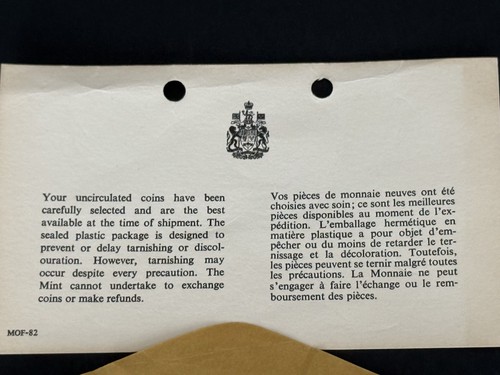 Your uncirculated coins have been
carefully selected and are the best
available at the time of shipment. The
sealed plastic package is designed to
prevent or delay tarnishing or discol-
ouration. However, tarnishing may
occur despite every precaution. The
Mint cannot undertake to exchange
coins or make refunds.
Vos pièces de monnaie neuves ont été
choisies avec soin; ce sont les meilleures
pièces disponibles au moment de l'ex-
pédition. L'emballage hermétique en
matière plastique a pour objet d'em-
pêcher ou du moins de retarder le ter-
nissage et la décoloration. Toutefois,
les pièces peuvent se ternir malgré toutes
les précautions. La Monnaie ne peut
s'engager à faire l'échange ou le rem-
boursement des pièces.
MOF-82